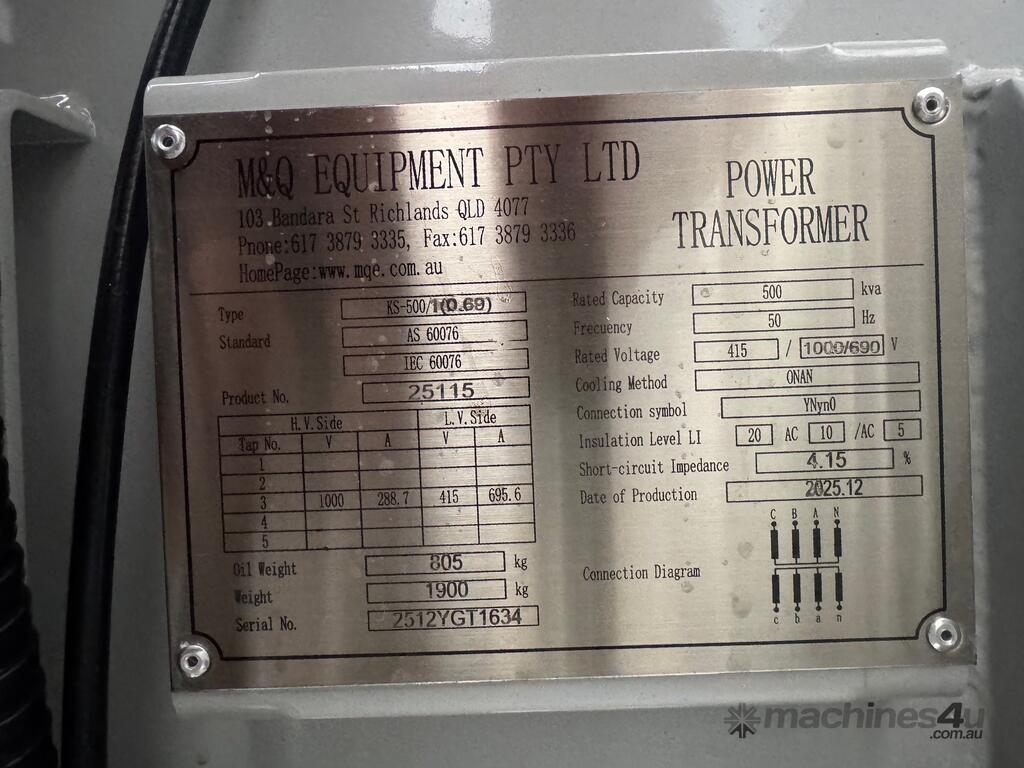 M&Q EQUIPMENT PTY LTD
103 Bandara St Richlands QLD 4077
Pnone:617 3879 3335, Fax:617 3879 3336
HomePage:www.mqe.com.au
POWER
TRANSFORMER
Type KS-500/1(0.69)
Standard AS 60076
IEC 60076
Product No. 25115
H.V.Side L.V.Side
Tap No. V A V A
1
2
3 1000 288.7 415 695.6
4
5
Oil Weight 805 kg
Weight 1900 kg
Serial No. 2512YGT1634
Rated Capacity 500 kva
Frecuency 50 Hz
Rated Voltage 415 / 1000/690 V
Cooling Method ONAN
Connection symbol YNyn0
Insulation Level LI 20 AC 10 /AC 5
Short-circuit Impedance 4.15 %
Date of Production 2025.12
C B A N
Connection Diagram
c b a n
machines4u
.com.au